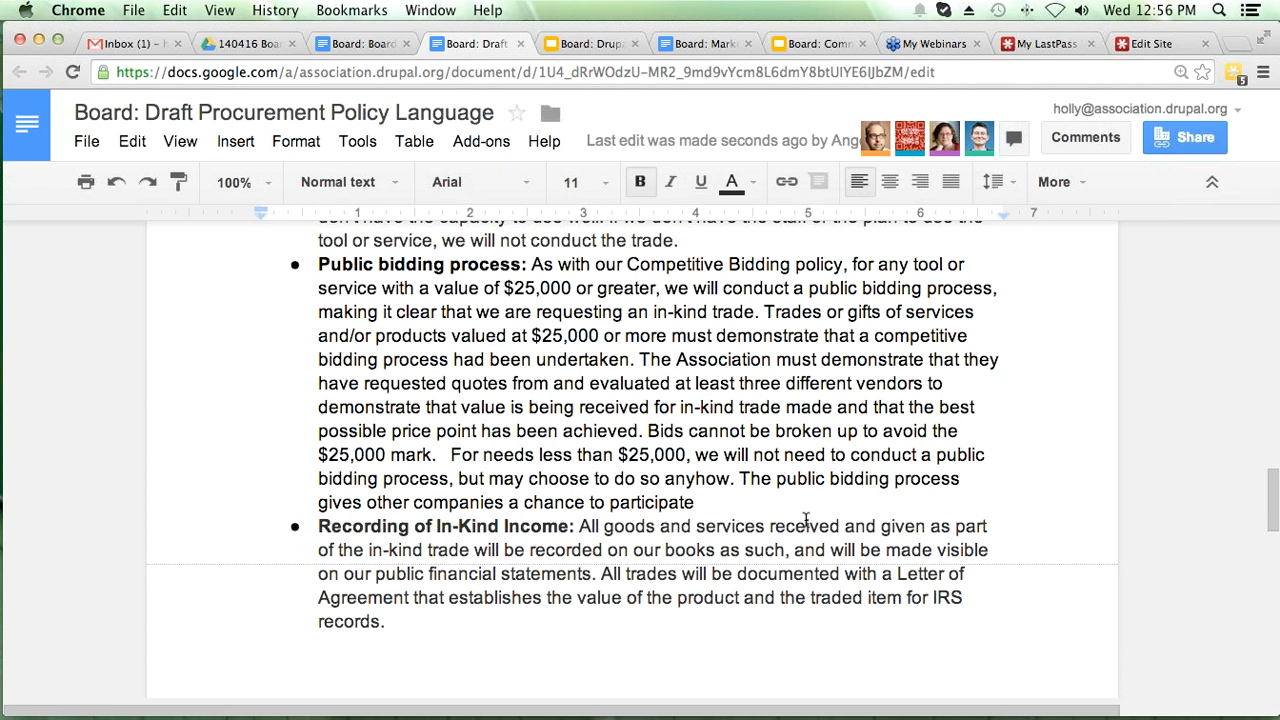 Chrome File Edit View History Bookmarks Window Help Wed 12:56 PM
Inbox (1) – h 140416 Boar Board: Board Board: Draft Board: Drup Board: Mark Board: Com My Webinars My LastPass Edit Site
https://docs.google.com/a/association.drupal.org/document/d/1U4_dRrWOdzU-MR2_9md9vYcm8L6dmY8btUIYE6IJbZM/edit
5
Board: Draft Procurement Policy Language
holly@association.drupal.org
File Edit View Insert Format Tools Table Add-ons Help Last edit was made seconds ago by Ang
Comments Share
100% Normal text Arial 11 B I U A More
1 2 3 4 5 6 7
tool or service, we will not conduct the trade.
● Public bidding process: As with our Competitive Bidding policy, for any tool or
service with a value of $25,000 or greater, we will conduct a public bidding process,
making it clear that we are requesting an in-kind trade. Trades or gifts of services
and/or products valued at $25,000 or more must demonstrate that a competitive
bidding process had been undertaken. The Association must demonstrate that they
have requested quotes from and evaluated at least three different vendors to
demonstrate that value is being received for in-kind trade made and that the best
possible price point has been achieved. Bids cannot be broken up to avoid the
$25,000 mark. For needs less than $25,000, we will not need to conduct a public
bidding process, but may choose to do so anyhow. The public bidding process
gives other companies a chance to participate
● Recording of In-Kind Income: All goods and services received and given as part
of the in-kind trade will be recorded on our books as such, and will be made visible
on our public financial statements. All trades will be documented with a Letter of
Agreement that establishes the value of the product and the traded item for IRS
records.